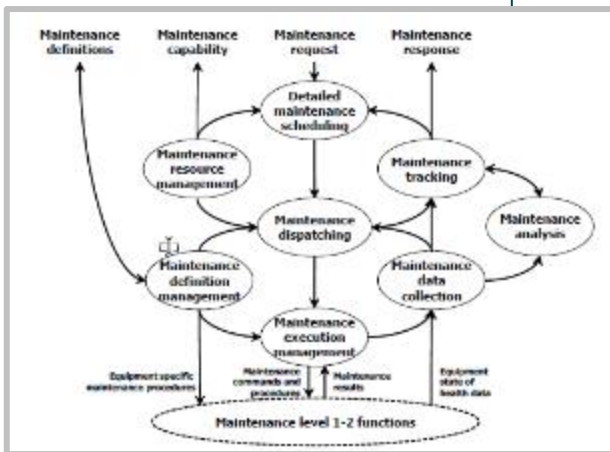 Maintenance
definitions
Maintenance
capability
Maintenance
request
Maintenance
response
Detailed
maintenance
scheduling
Maintenance
resource
management
Maintenance
tracking
Maintenance
dispatching
Maintenance
analysis
Maintenance
definition
management
Maintenance
data
collection
Maintenance
execution
management
Equipment specific
maintenance procedures
Maintenance
commands and
procedures
Maintenance
results
Equipment
state of
health data
Maintenance level 1-2 functions